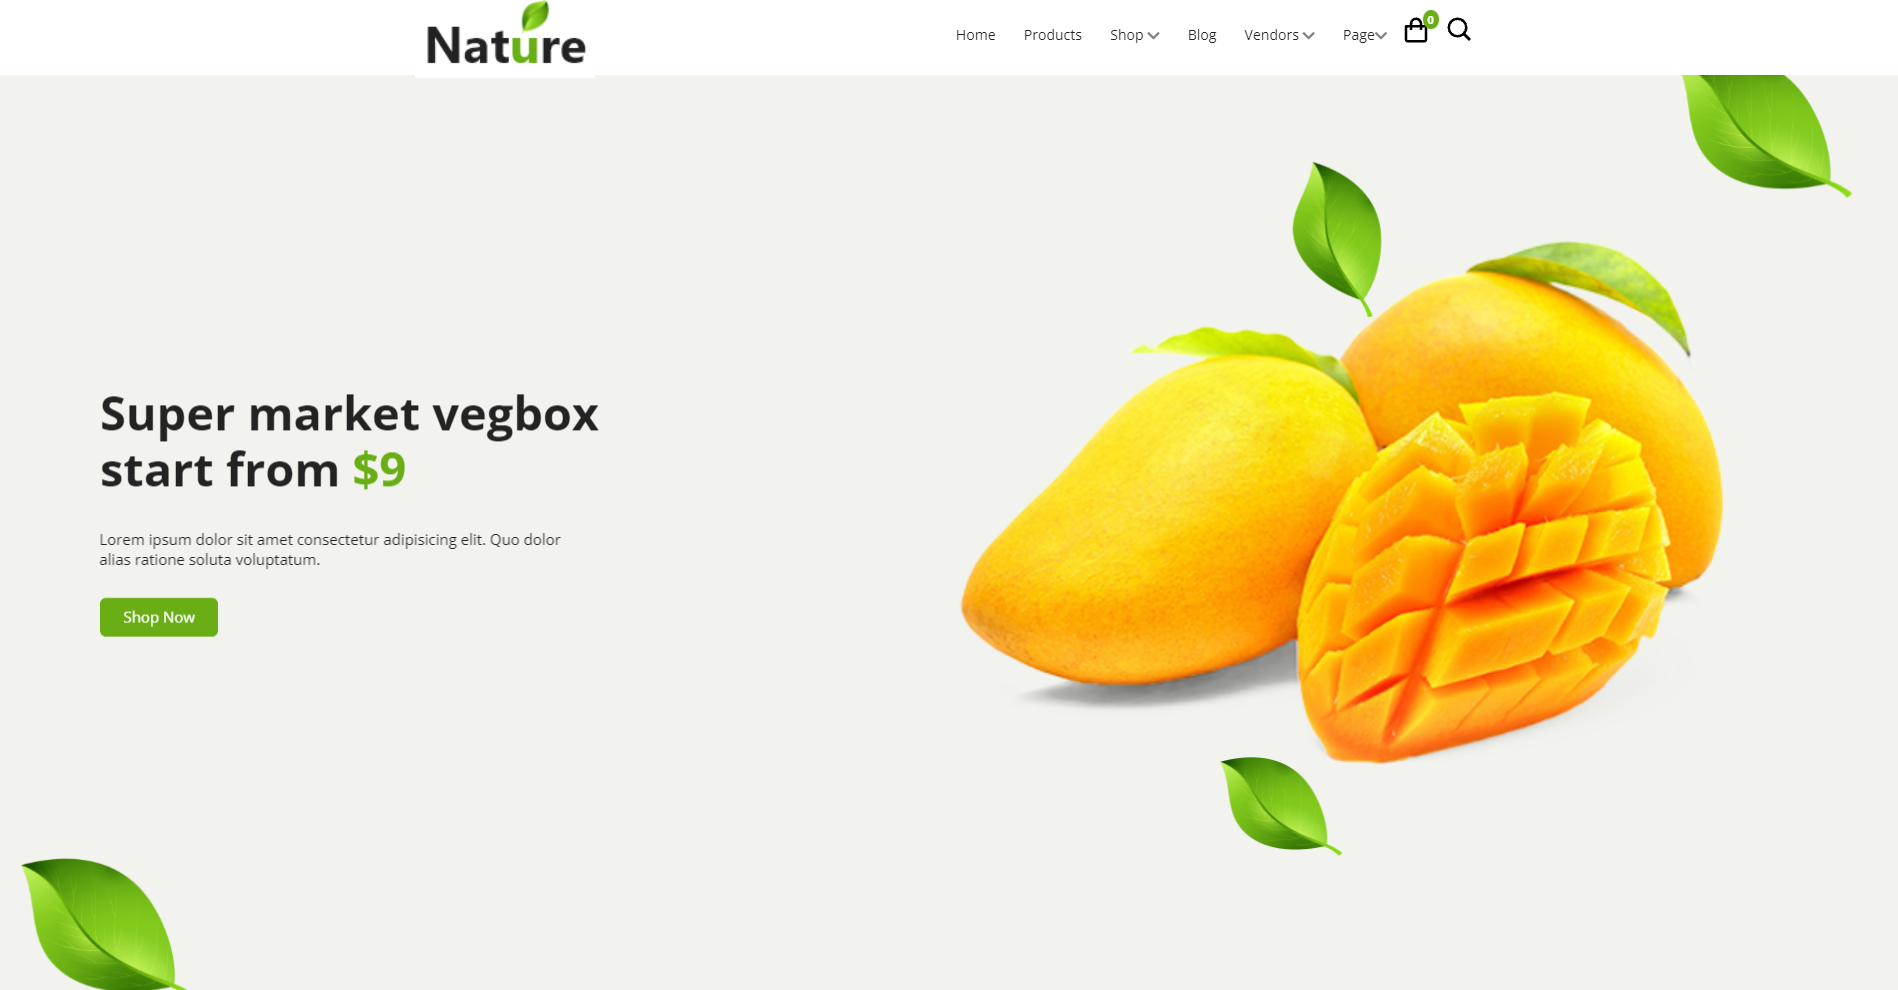 Nature
Home Products Shop Blog Vendors Page 0
Super market vegbox
start from $9
Lorem ipsum dolor sit amet consectetur adipisicing elit. Quo dolor
alias ratione soluta voluptatum.
Shop Now